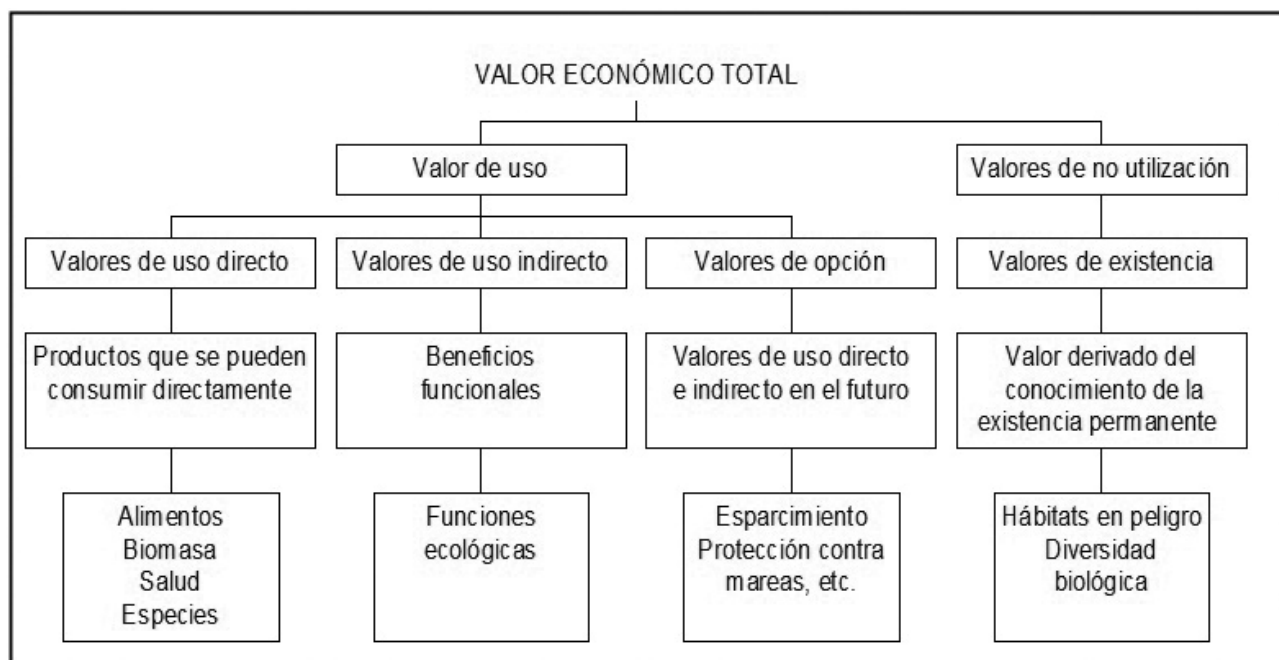 VALOR ECONÓMICO TOTAL
Valor de uso
Valores de no utilización
Valores de uso directo
Valores de uso indirecto
Valores de opción
Valores de existencia
Productos que se pueden
consumir directamente
Beneficios
funcionales
Valores de uso directo
e indirecto en el futuro
Valor derivado del
conocimiento de la
existencia permanente
Alimentos
Biomasa
Salud
Especies
Funciones
ecológicas
Esparcimiento
Protección contra
mareas, etc.
Hábitats en peligro
Diversidad
biológica